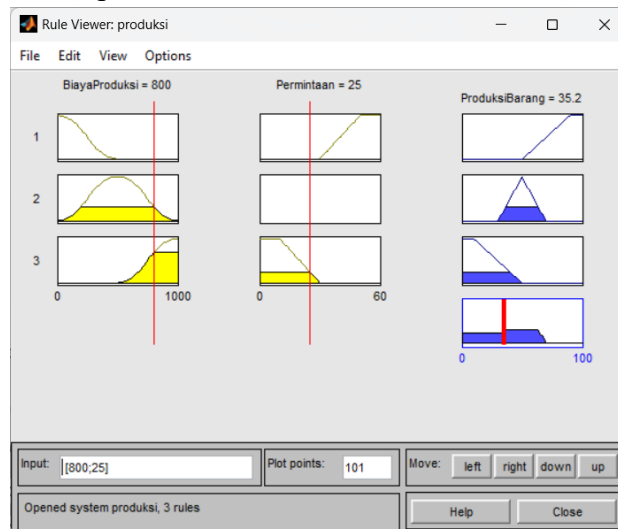 Rule Viewer: produksi
File Edit View Options
BiayaProduksi = 800
Permintaan = 25
ProduksiBarang = 35.2
1
2
3
0 1000
0 60
0 100
Input: [800;25]
Plot points: 101
Move: left right down up
Opened system produksi, 3 rules
Help Close